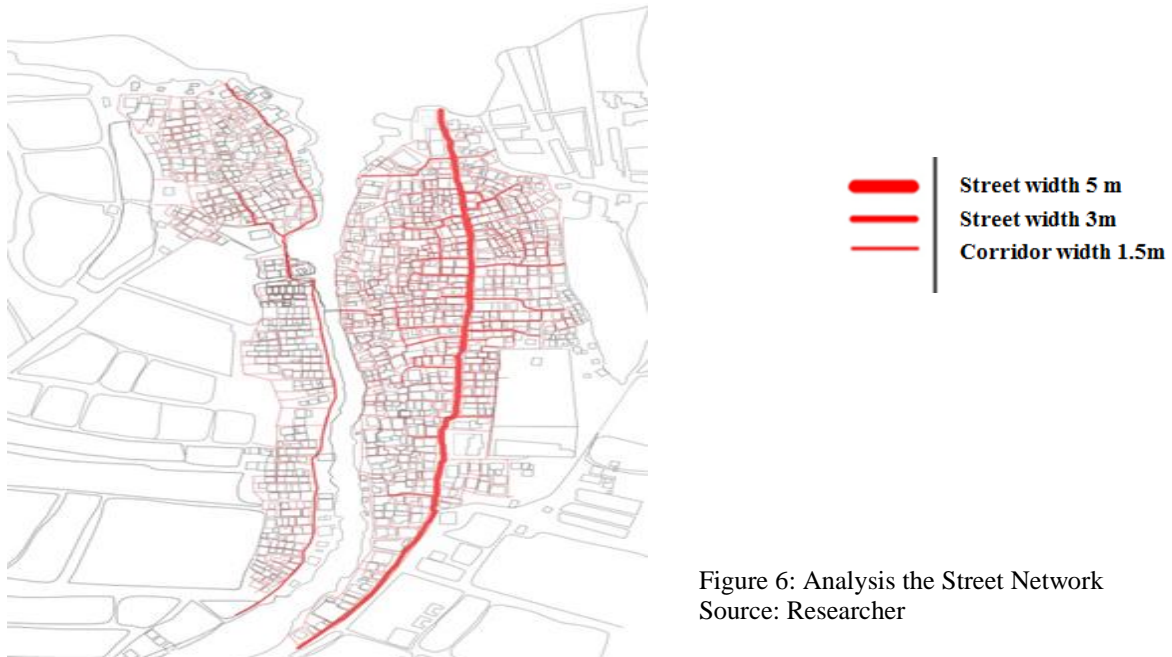 Street width 5 m
Street width 3m
Corridor width 1.5m
Figure 6: Analysis the Street Network
Source: Researcher